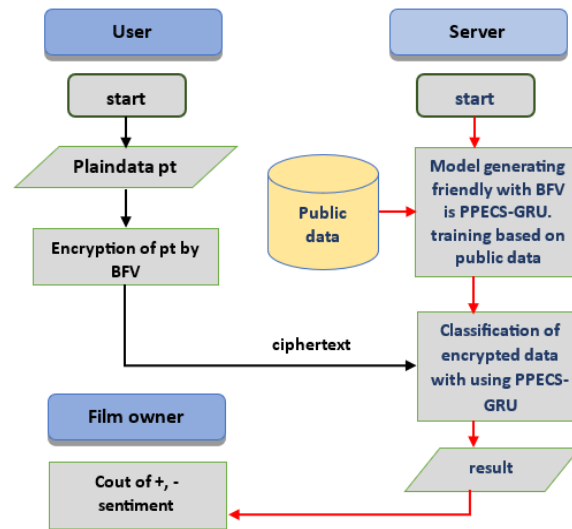 User
Server
start
start
Plaindata pt
Public
data
Model generating
friendly with BFV
is PPECS-GRU.
training based on
public data
Encryption of pt by
BFV
ciphertext
Classification of
encrypted data
with using PPECS-
GRU
Film owner
Cout of +, -
sentiment
result